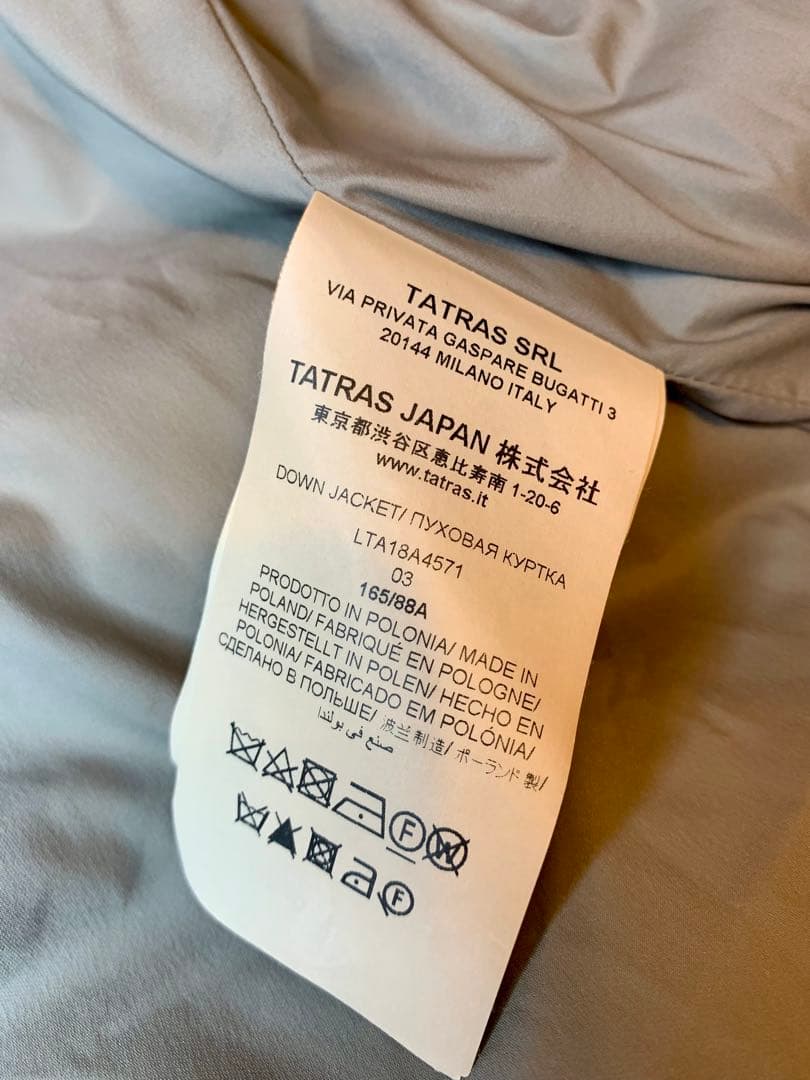 TATRAS SRL
VIA PRIVATA GASPARE BUGATTI 3
20144 MILANO ITALY
TATRAS JAPAN 株式会社
東京都渋谷区恵比寿南 1-20-6
www.tatras.it
DOWN JACKET/ ПУХОВАЯ КУРТКА
LTA18A4571
03
165/88A
PRODOTTO IN POLONIA/ MADE IN
POLAND/ FABRIQUÉ EN POLOGNE/
HERGESTELLT IN POLEN/ HECHO EN
POLONIA/ FABRICADO EM POLÓNIA/
СДЕЛАНО В ПОЛЬШЕ/ 波兰制造/ ポーランド製/
صنع في بولندا
F W
F